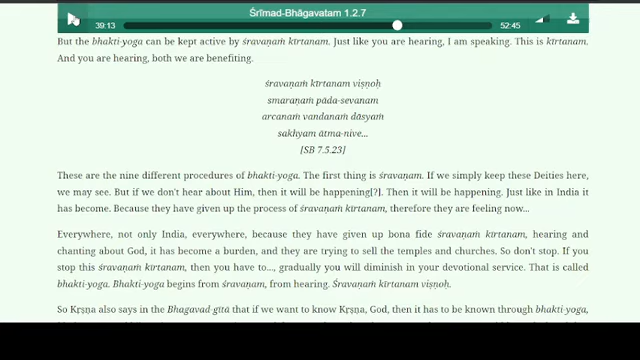 Śrīmad-Bhāgavatam 1.2.7
39:13
52:45
But the bhakti-yoga can be kept active by śravaṇaṁ kīrtanam. Just like you are hearing, I am speaking. This is kīrtanam.
And you are hearing, both we are benefiting.
śravaṇaṁ kīrtanaṁ viṣṇoḥ
smaraṇaṁ pāda-sevanam
arcanaṁ vandanaṁ dāsyaṁ
sakhyam ātma-nive...
[SB 7.5.23]
These are the nine different procedures of bhakti-yoga. The first thing is śravaṇam. If we simply keep these Deities here,
we may see. But if we don't hear about Him, then it will be happening[?]. Then it will be happening. Just like in India it
has become. Because they have given up the process of śravaṇaṁ kīrtanam, therefore they are feeling now...
Everywhere, not only India, everywhere, because they have given up bona fide śravaṇaṁ kīrtanam, hearing and
chanting about God, it has become a burden, and they are trying to sell the temples and churches. So don't stop. If you
stop this śravaṇaṁ kīrtanam, then you have to..., gradually you will diminish in your devotional service. That is called
bhakti-yoga. Bhakti-yoga begins from śravaṇam, from hearing. Śravaṇaṁ kīrtanaṁ viṣṇoḥ.
So Kṛṣṇa also says in the Bhagavad-gītā that if we want to know Kṛṣṇa, God, then it has to be known through bhakti-yoga,